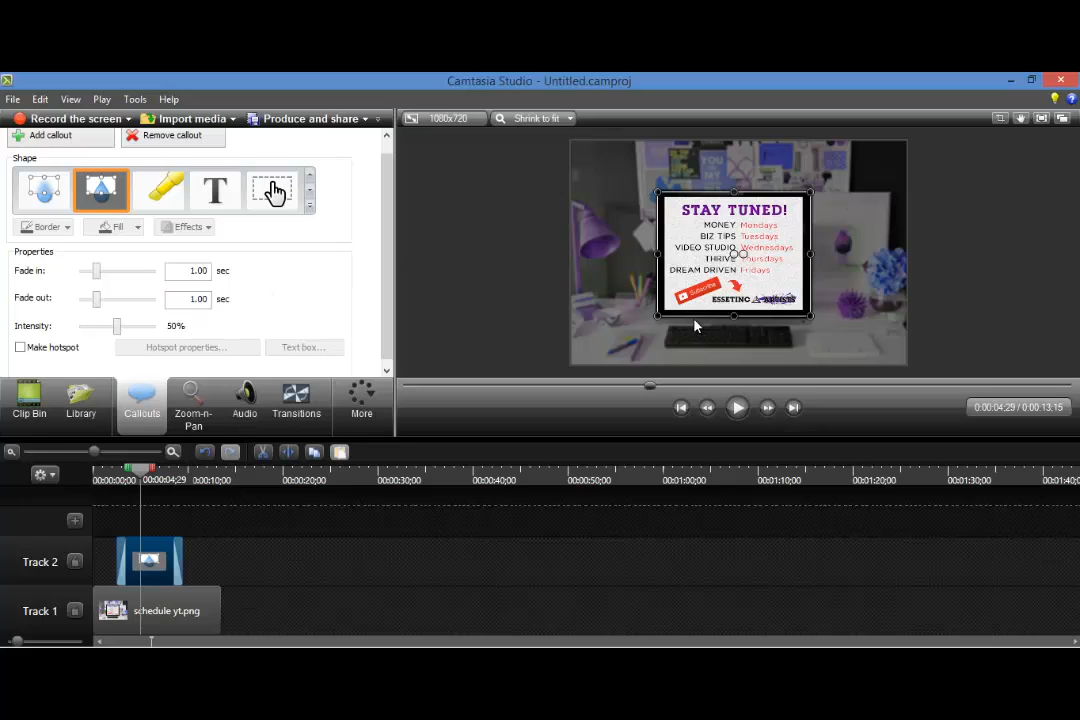 Camtasia Studio - Untitled.camproj
File Edit View Play Tools Help
Record the screen Import media Produce and share
1080x720 Shrink to fit
Add callout Remove callout
Shape
T
Border Fill Effects
Properties
Fade in: 1.00 sec
Fade out: 1.00 sec
Intensity: 50%
Make hotspot Hotspot properties... Text box...
Clip Bin Library Callouts Zoom-n-Pan Audio Transitions More
STAY TUNED!
MONEY Mondays
BIZ TIPS Tuesdays
VIDEO STUDIO Wednesdays
THRIVE Thursdays
DREAM DRIVEN Fridays
Subscribe
0:00:04;29 / 0:00:13;15
00:00:00;00 00:00:04;29 00:00:10;00 00:00:20;00 00:00:30;00 00:00:40;00 00:00:50;00 00:01:00;00 00:01:10;00 00:01:20;00 00:01:30;00 00:01:40;00
Track 2
Track 1 schedule yt.png